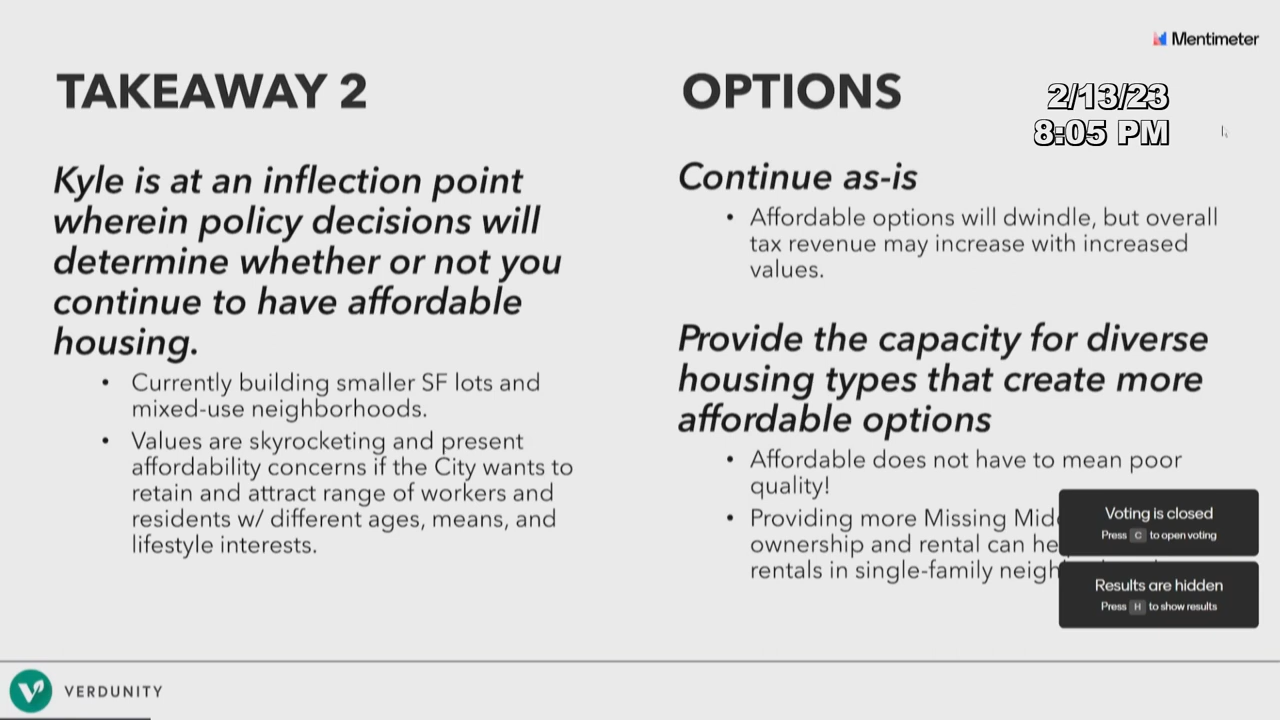 Mentimeter
TAKEAWAY 2
Kyle is at an inflection point
wherein policy decisions will
determine whether or not you
continue to have affordable
housing.
• Currently building smaller SF lots and
mixed-use neighborhoods.
• Values are skyrocketing and present
affordability concerns if the City wants to
retain and attract range of workers and
residents w/ different ages, means, and
lifestyle interests.
OPTIONS
2/13/23
8:05 PM
Continue as-is
• Affordable options will dwindle, but overall
tax revenue may increase with increased
values.
Provide the capacity for diverse
housing types that create more
affordable options
• Affordable does not have to mean poor
quality!
• Providing more Missing
ownership and rental can
rentals in single-family
Voting is closed
Press C to open voting
Results are hidden
Press H to show results
VERDUNITY